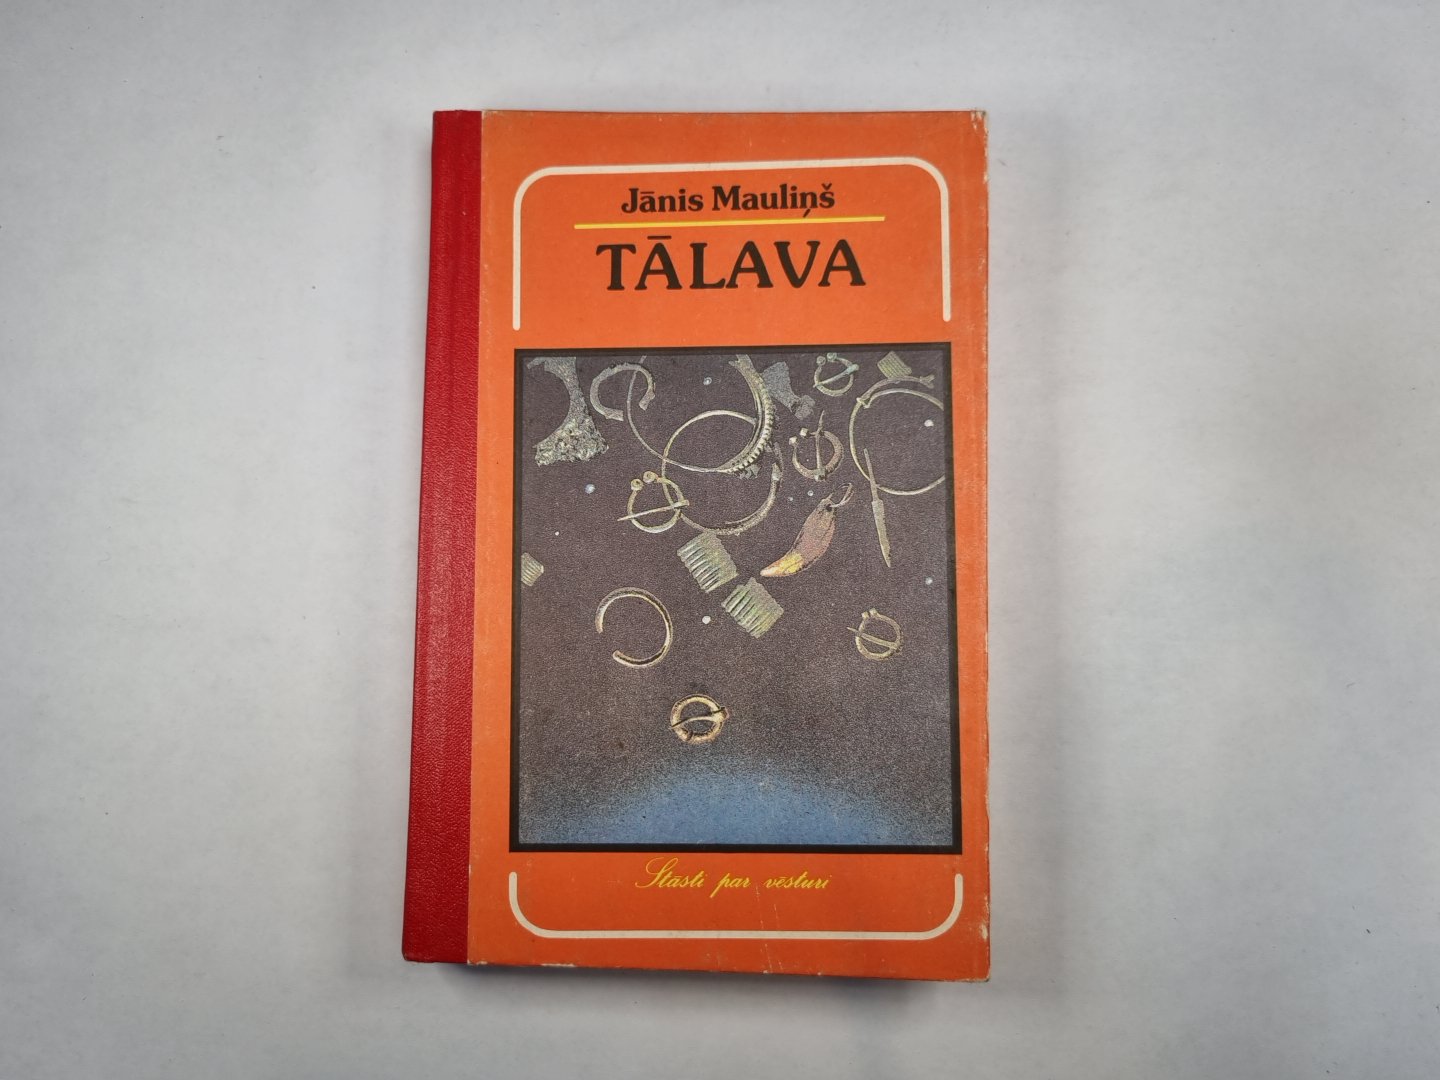 Jānis Mauliņš
TĀLAVA
Stāsti par vēsturi